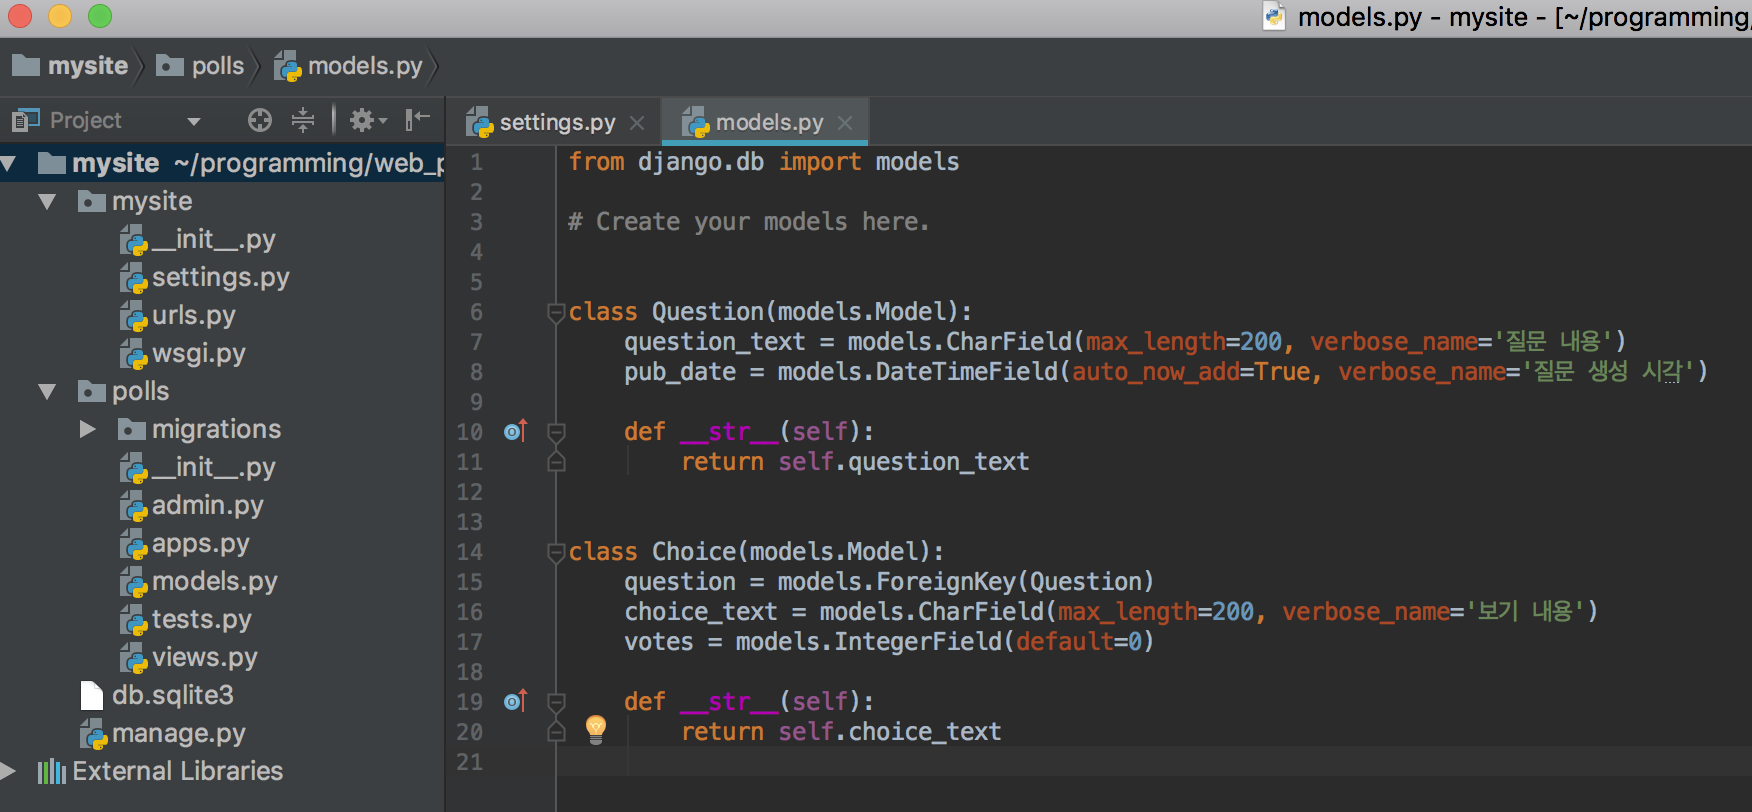 models.py - mysite - [~/programming/
mysite
polls
models.py
Project
settings.py
models.py
mysite ~/programming/web_p
mysite
__init__.py
settings.py
urls.py
wsgi.py
polls
migrations
__init__.py
admin.py
apps.py
models.py
tests.py
views.py
db.sqlite3
manage.py
External Libraries
1 from django.db import models
2
3 # Create your models here.
4
5
6 class Question(models.Model):
7     question_text = models.CharField(max_length=200, verbose_name='질문 내용')
8     pub_date = models.DateTimeField(auto_now_add=True, verbose_name='질문 생성 시각')
9
10     def __str__(self):
11         return self.question_text
12
13
14 class Choice(models.Model):
15     question = models.ForeignKey(Question)
16     choice_text = models.CharField(max_length=200, verbose_name='보기 내용')
17     votes = models.IntegerField(default=0)
18
19     def __str__(self):
20         return self.choice_text
21